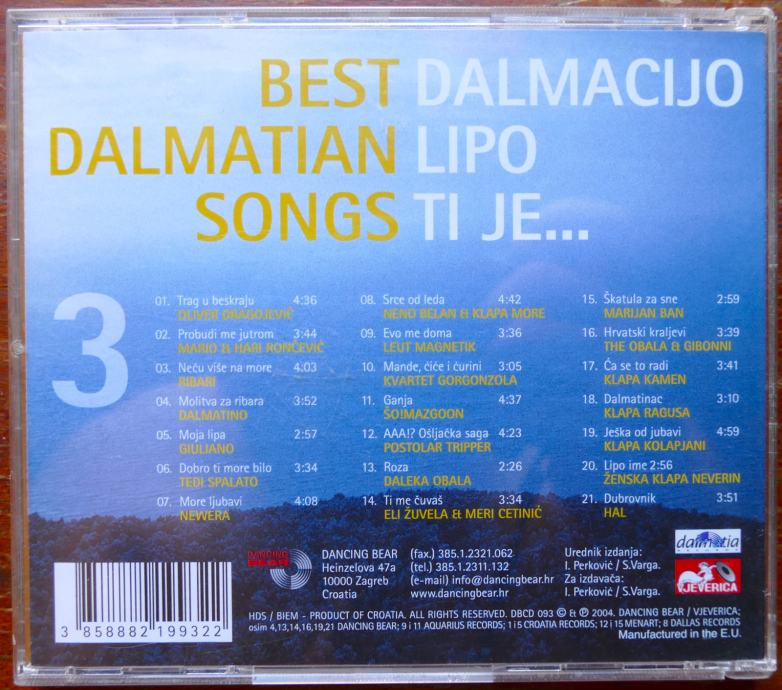 BEST DALMACIJO
DALMATIAN LIPO
SONGS TI JE...
3
01. Trag u beskraju 4:36
OLIVER DRAGOJEVIĆ
02. Probudi me jutrom 3:44
MARIO & HARI RONČEVIĆ
03. Neću više na more 4:03
RIBARI
04. Molitva za ribara 3:52
DALMATINO
05. Moja lipa 2:57
GIULIANO
06. Dobro ti more bilo 3:34
TEDI SPALATO
07. More ljubavi 4:08
NEWERA
08. Srce od leda 4:42
NENO BELAN & KLAPA MORE
09. Evo me doma 3:36
LEUT MAGNETIK
10. Mande, ćiće i ćurini 3:05
KVARTET GORGONZOLA
11. Ganja 4:37
ŠO!MAZGOON
12. AAA!? Ošljačka saga 4:23
POSTOLAR TRIPPER
13. Roza 2:26
DALEKA OBALA
14. Ti me čuvaš 3:34
ELI ŽUVELA & MERI CETINIĆ
15. Škatula za sne 2:59
MARIJAN BAN
16. Hrvatski kraljevi 3:39
THE OBALA & GIBONNI
17. Ča se to radi 3:41
KLAPA KAMEN
18. Dalmatinac 3:10
KLAPA RAGUSA
19. Ješka od jubavi 4:59
KLAPA KOLAPJANI
20. Lipo ime 2:56
ŽENSKA KLAPA NEVERIN
21. Dubrovnik 3:51
HAL
DANCING
BEAR
DANCING BEAR
Heinzelova 47a
10000 Zagreb
Croatia
(fax.) 385.1.2321.062
(tel.) 385.1.2311.132
(e-mail) info@dancingbear.hr
www.dancingbear.hr
Urednik izdanja:
I. Perković / S.Varga.
Za izdavača:
I. Perković / S.Varga.
dalmatia
RECORDS
VJEVERICA
3 858882 199322
HDS / BIEM - PRODUCT OF CROATIA. ALL RIGHTS RESERVED. DBCD 093 © & ℗ 2004. DANCING BEAR / VJEVERICA;
osim 4,13,14,16,19,21 DANCING BEAR; 9 i 11 AQUARIUS RECORDS; 1 i 5 CROATIA RECORDS; 12 i 15 MENART; 8 DALLAS RECORDS
Manufactured in the E.U.